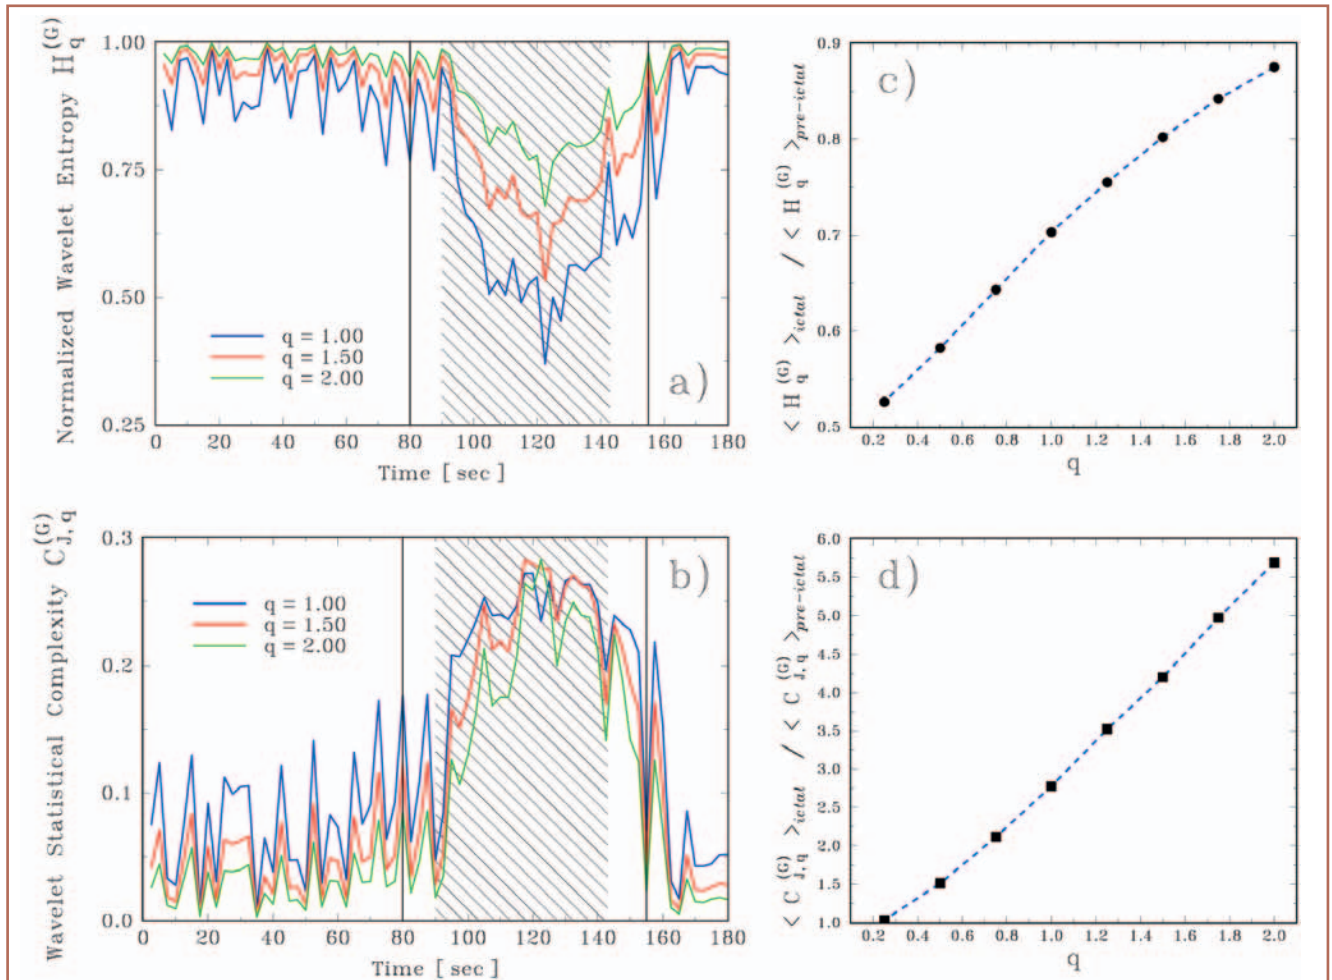 Normalized Wavelet Entropy H_q^(G)
1.00
0.75
0.50
0.25
q = 1.00
q = 1.50
q = 2.00
a)
0 20 40 60 80 100 120 140 160 180
Time [ sec ]
< H_q^(G) >_ictal / < H_q^(G) >_pre-ictal
0.9
0.8
0.7
0.6
0.5
c)
0.2 0.4 0.6 0.8 1.0 1.2 1.4 1.6 1.8 2.0
q
Wavelet Statistical Complexity C_J,q^(G)
0.3
0.2
0.1
0.0
q = 1.00
q = 1.50
q = 2.00
b)
0 20 40 60 80 100 120 140 160 180
Time [ sec ]
< C_J,q^(G) >_ictal / < C_J,q^(G) >_pre-ictal
6.0
5.5
5.0
4.5
4.0
3.5
3.0
2.5
2.0
1.5
1.0
d)
0.2 0.4 0.6 0.8 1.0 1.2 1.4 1.6 1.8 2.0
q